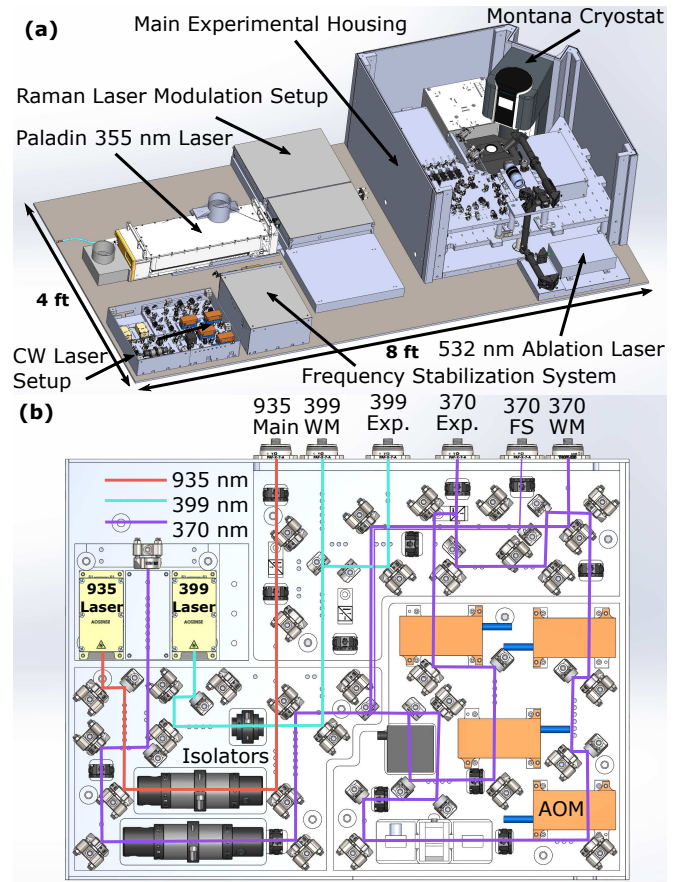 (a)
Montana Cryostat
Main Experimental Housing
Raman Laser Modulation Setup
Paladin 355 nm Laser
4 ft
8 ft
CW Laser
Setup
532 nm Ablation Laser
Frequency Stabilization System
(b)
935
Main
399
WM
399
Exp.
370
Exp.
370
FS
370
WM
935 nm
399 nm
370 nm
935
Laser
AOSENSE
399
Laser
AOSENSE
Isolators
AOM